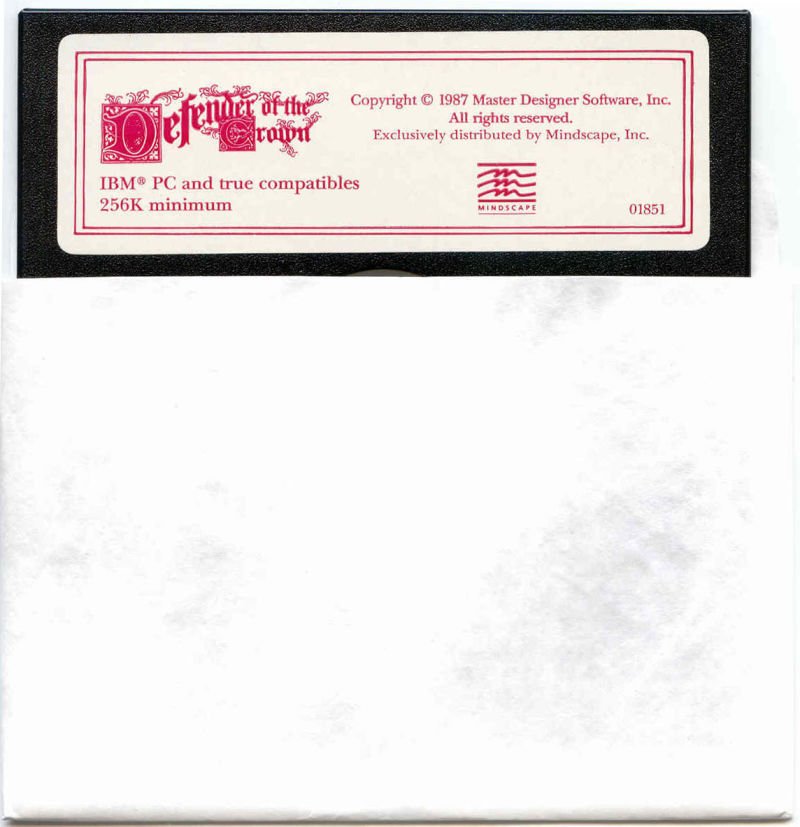 Defender of the
Crown
IBM® PC and true compatibles
256K minimum
Copyright © 1987 Master Designer Software, Inc.
All rights reserved.
Exclusively distributed by Mindscape, Inc.
MINDSCAPE
01851